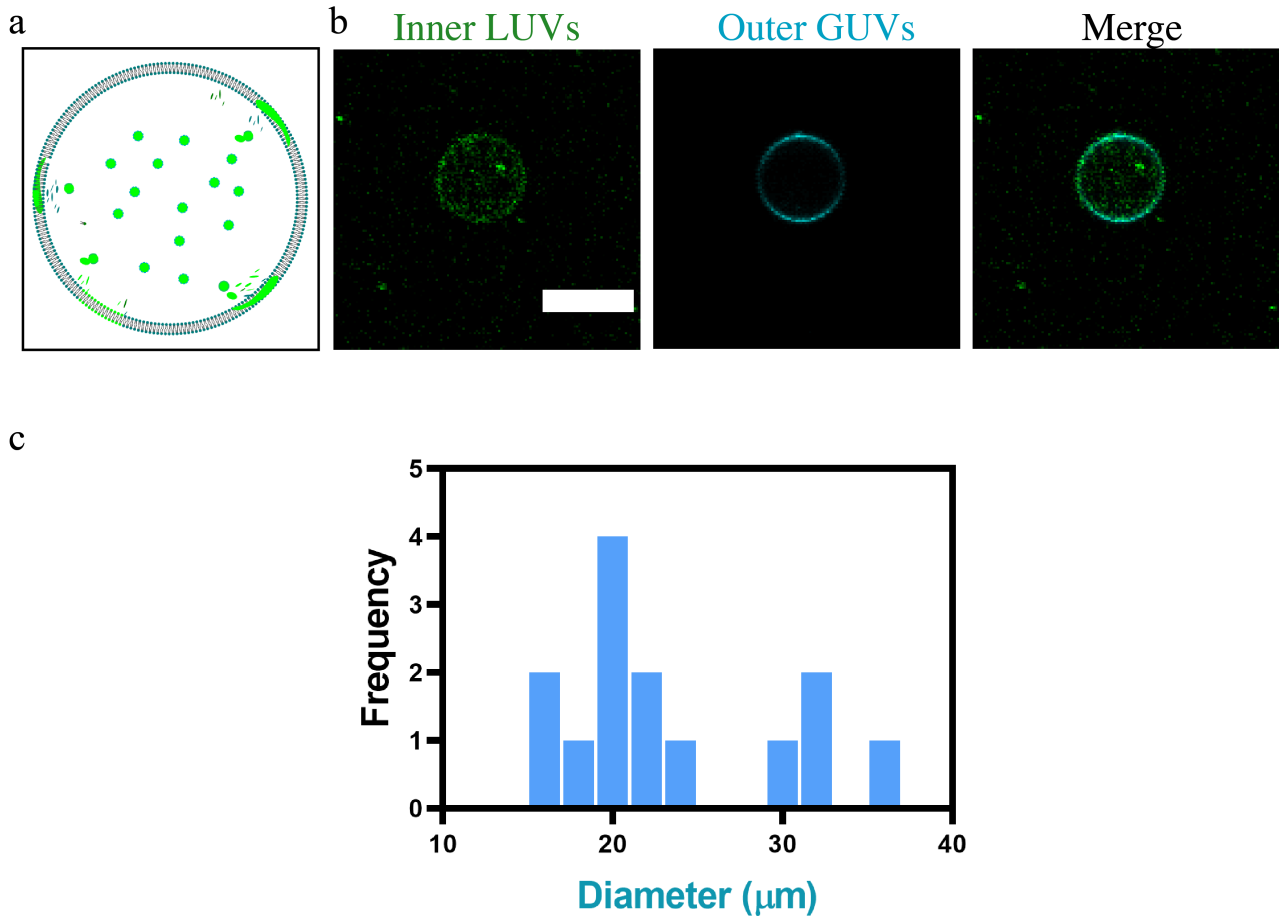 a
b
Inner LUVs
Outer GUVs
Merge
c
5
4
3
2
1
0
Frequency
10
20
30
40
Diameter (μm)